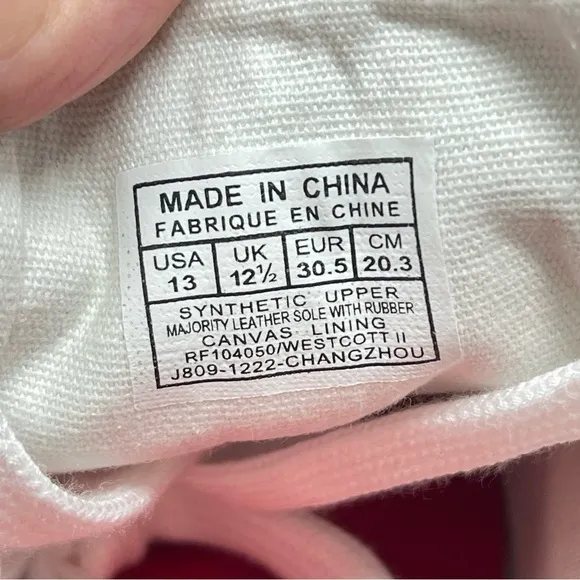 MADE IN CHINA
FABRIQUE EN CHINE
USA UK EUR CM
13 12½ 30.5 20.3
SYNTHETIC UPPER
MAJORITY LEATHER SOLE WITH RUBBER
CANVAS LINING
RF104050/WESTCOTT II
J809-1222-CHANGZHOU